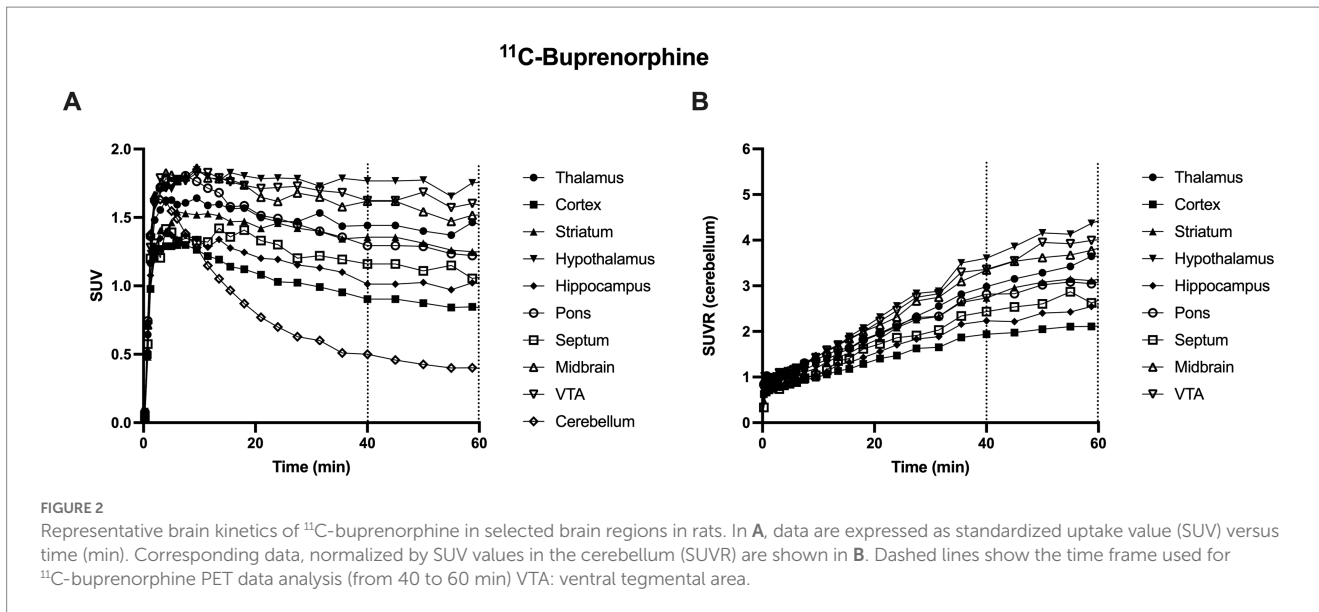 ¹¹C-Buprenorphine
A
2.0
1.5
1.0
0.5
0.0
SUV
0
20
40
60
Time (min)
Thalamus
Cortex
Striatum
Hypothalamus
Hippocampus
Pons
Septum
Midbrain
VTA
Cerebellum
B
6
5
4
3
2
1
0
SUVR (cerebellum)
0
20
40
60
Time (min)
Thalamus
Cortex
Striatum
Hypothalamus
Hippocampus
Pons
Septum
Midbrain
VTA
FIGURE 2
Representative brain kinetics of ¹¹C-buprenorphine in selected brain regions in rats. In A, data are expressed as standardized uptake value (SUV) versus
time (min). Corresponding data, normalized by SUV values in the cerebellum (SUVR) are shown in B. Dashed lines show the time frame used for
¹¹C-buprenorphine PET data analysis (from 40 to 60 min) VTA: ventral tegmental area.